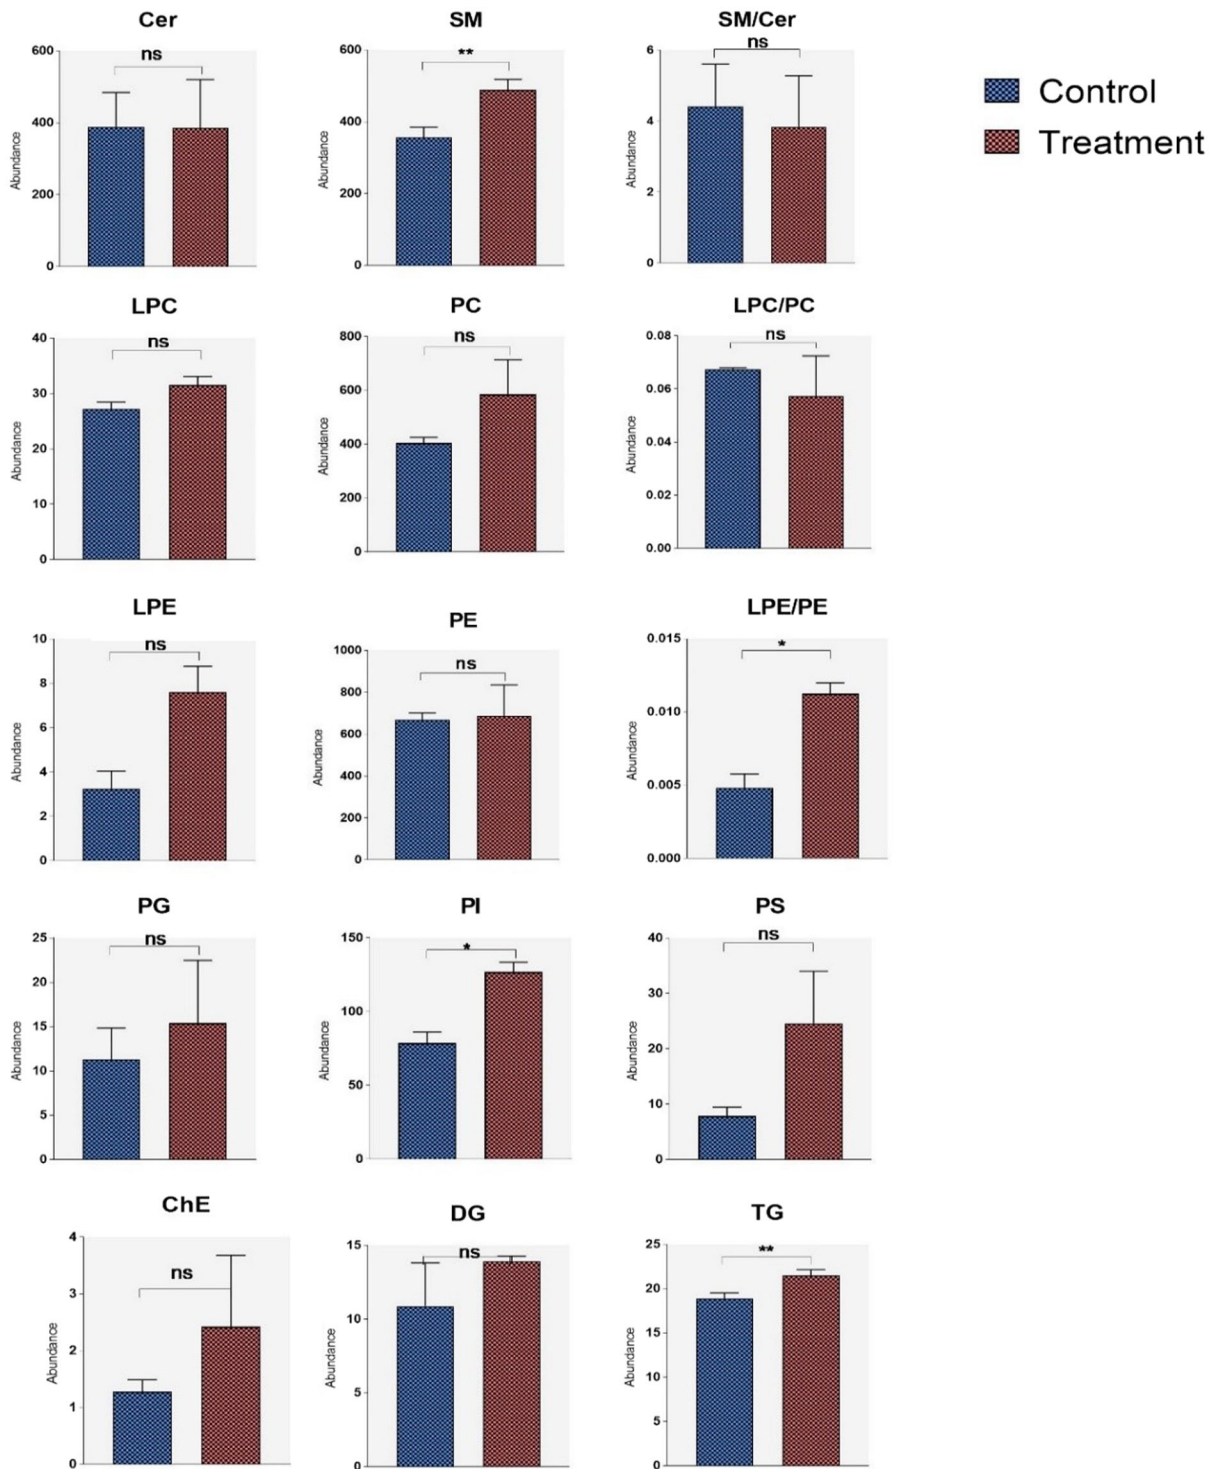 Cer
SM
SM/Cer
600
400
200
0
Abundance
ns
600
400
200
0
Abundance
**
6
4
2
0
Abundance
ns
Control
Treatment
LPC
PC
LPC/PC
40
30
20
10
0
Abundance
ns
800
600
400
200
0
Abundance
ns
0.08
0.06
0.04
0.02
0.00
Abundance
ns
LPE
PE
LPE/PE
10
8
6
4
2
0
Abundance
ns
1000
800
600
400
200
0
Abundance
ns
0.015
0.010
0.005
0.000
Abundance
*
PG
PI
PS
25
20
15
10
5
0
Abundance
ns
150
100
50
0
Abundance
*
40
30
20
10
0
Abundance
ns
ChE
DG
TG
4
3
2
1
0
Abundance
ns
15
10
5
0
Abundance
ns
25
20
15
10
5
0
Abundance
**